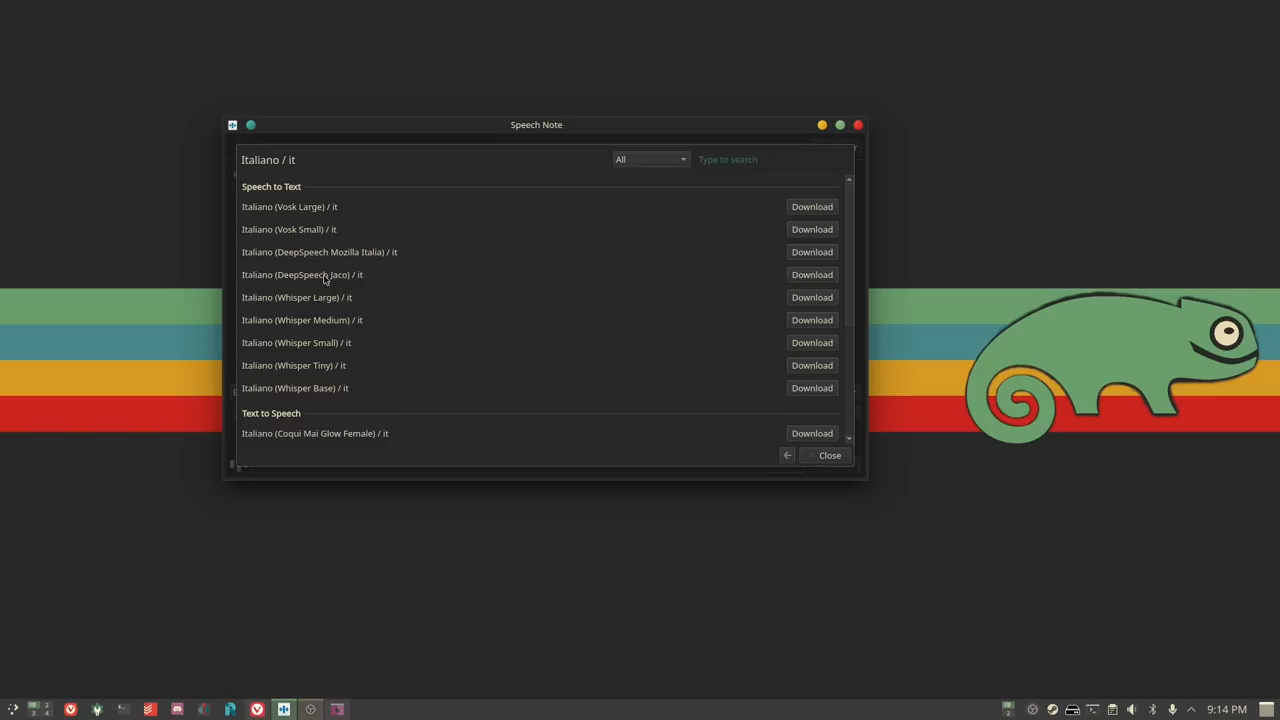 Speech Note
Italiano / it
All
Type to search
Speech to Text
Italiano (Vosk Large) / it
Download
Italiano (Vosk Small) / it
Download
Italiano (DeepSpeech Mozilla Italia) / it
Download
Italiano (DeepSpeech Jaco) / it
Download
Italiano (Whisper Large) / it
Download
Italiano (Whisper Medium) / it
Download
Italiano (Whisper Small) / it
Download
Italiano (Whisper Tiny) / it
Download
Italiano (Whisper Base) / it
Download
Text to Speech
Italiano (Coqui Mai Glow Female) / it
Download
Close
3 4
2
9:14 PM